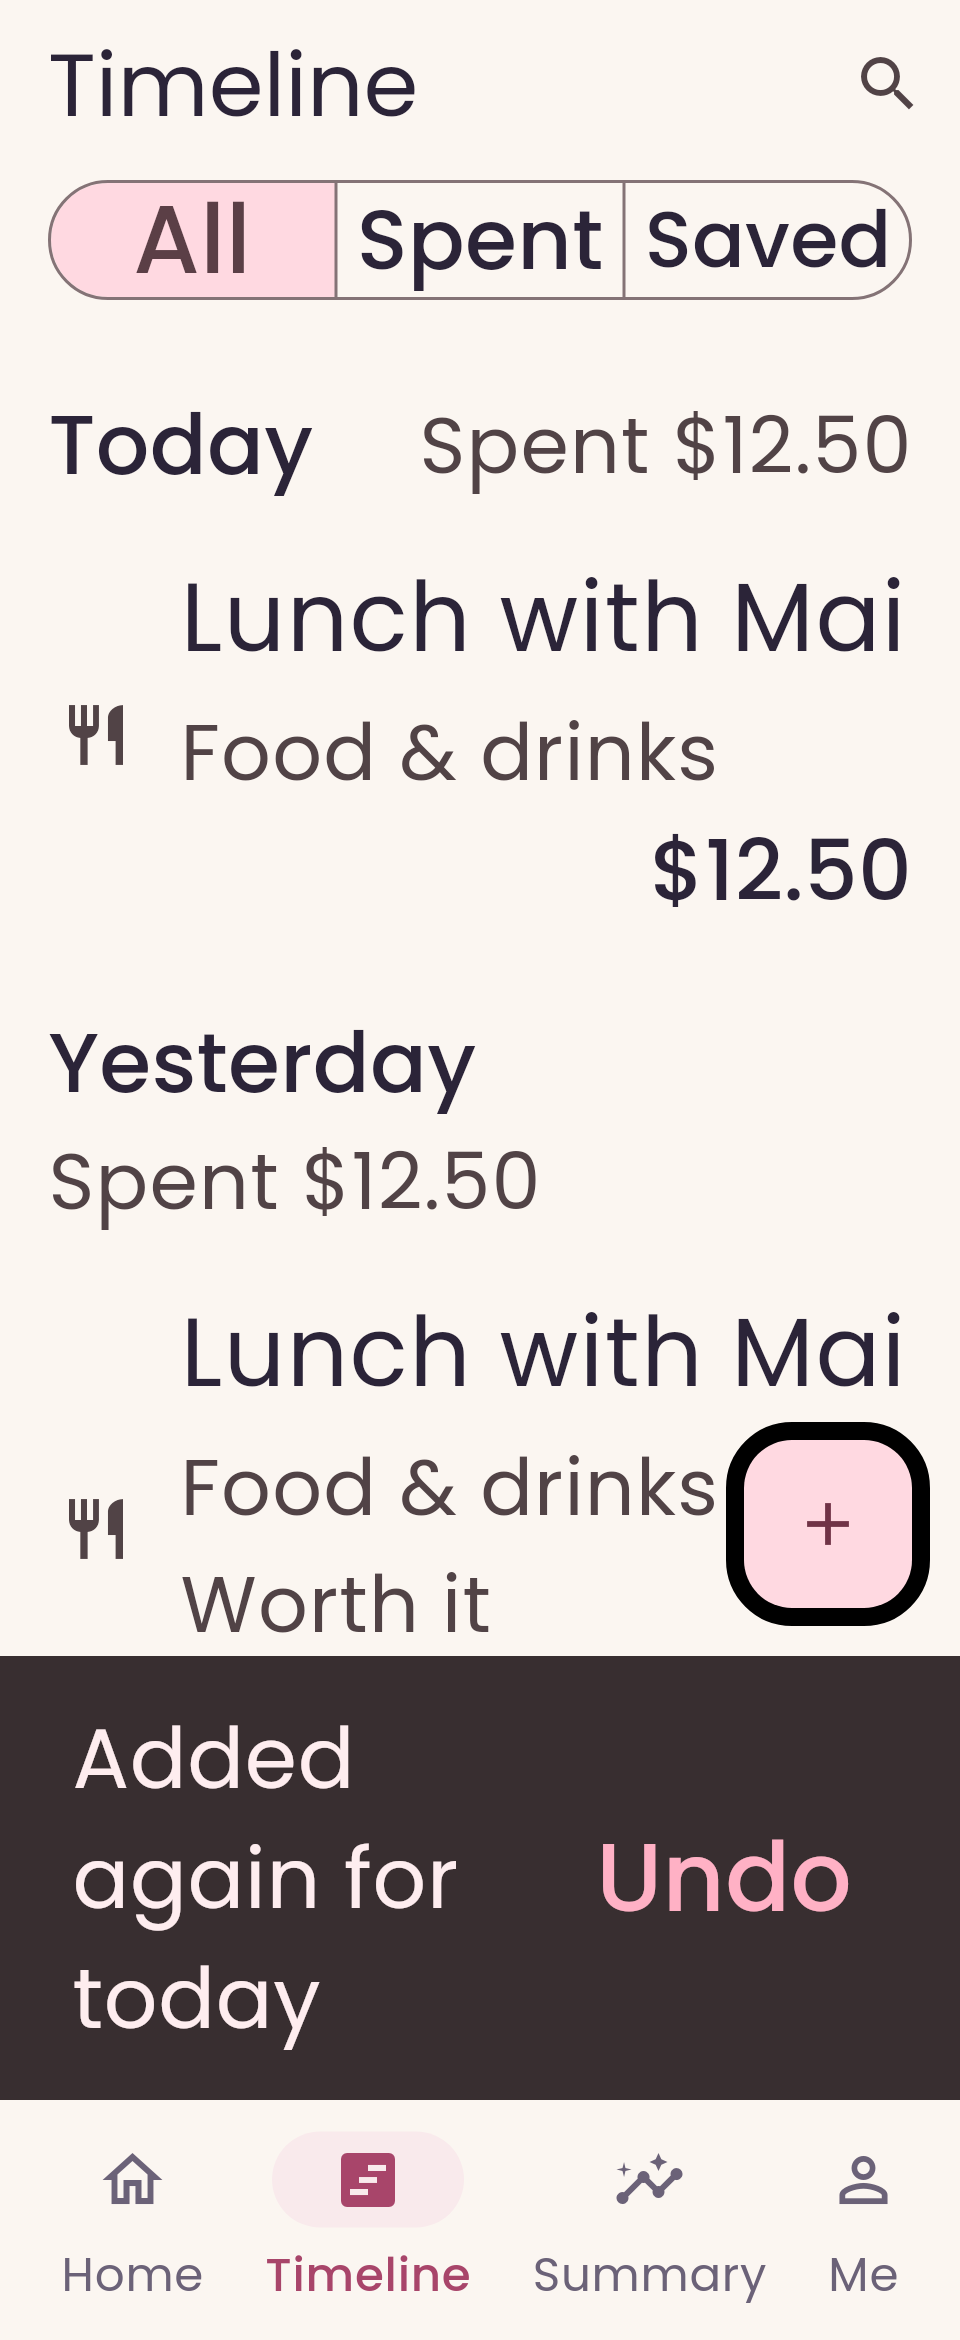 Timeline
All
Spent
Saved
Today
Spent $12.50
Lunch with Mai
Food & drinks
$12.50
Yesterday
Spent $12.50
Lunch with Mai
Food & drinks
Worth it
Added
again for
today
Undo
Home
Timeline
Summary
Me